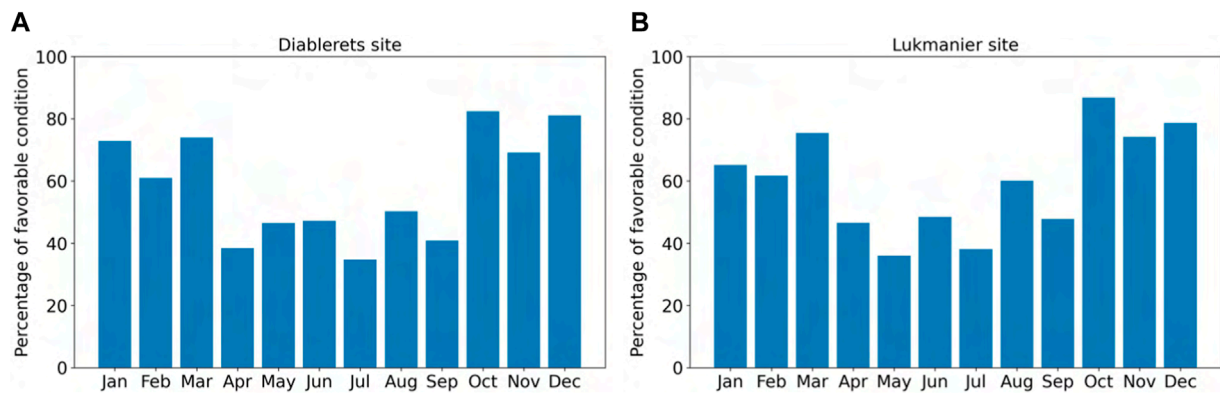 A
Diablerets site
Percentage of favorable condition
100
80
60
40
20
0
Jan Feb Mar Apr May Jun Jul Aug Sep Oct Nov Dec
B
Lukmanier site
Percentage of favorable condition
100
80
60
40
20
0
Jan Feb Mar Apr May Jun Jul Aug Sep Oct Nov Dec